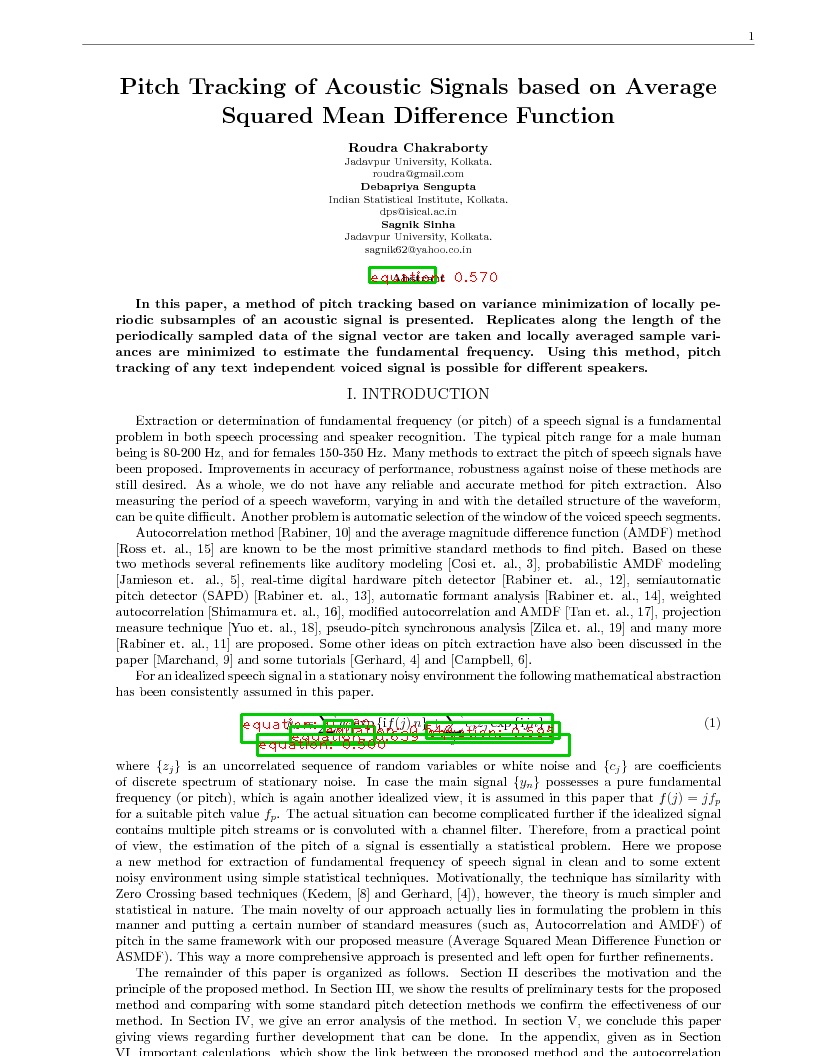 1
Pitch Tracking of Acoustic Signals based on Average
Squared Mean Difference Function
Roudra Chakraborty
Jadavpur University, Kolkata.
roudra@gmail.com
Debapriya Sengupta
Indian Statistical Institute, Kolkata.
dps@isical.ac.in
Sagnik Sinha
Jadavpur University, Kolkata.
sagnik62@yahoo.co.in
equation: 0.570
In this paper, a method of pitch tracking based on variance minimization of locally pe-
riodic subsamples of an acoustic signal is presented. Replicates along the length of the
periodically sampled data of the signal vector are taken and locally averaged sample vari-
ances are minimized to estimate the fundamental frequency. Using this method, pitch
tracking of any text independent voiced signal is possible for different speakers.
I. INTRODUCTION
Extraction or determination of fundamental frequency (or pitch) of a speech signal is a fundamental
problem in both speech processing and speaker recognition. The typical pitch range for a male human
being is 80-200 Hz, and for females 150-350 Hz. Many methods to extract the pitch of speech signals have
been proposed. Improvements in accuracy of performance, robustness against noise of these methods are
still desired. As a whole, we do not have any reliable and accurate method for pitch extraction. Also
measuring the period of a speech waveform, varying in and with the detailed structure of the waveform,
can be quite difficult. Another problem is automatic selection of the window of the voiced speech segments.
Autocorrelation method [Rabiner, 10] and the average magnitude difference function (AMDF) method
[Ross et. al., 15] are known to be the most primitive standard methods to find pitch. Based on these
two methods several refinements like auditory modeling [Cosi et. al., 3], probabilistic AMDF modeling
[Jamieson et. al., 5], real-time digital hardware pitch detector [Rabiner et. al., 12], semiautomatic
pitch detector (SAPD) [Rabiner et. al., 13], automatic formant analysis [Rabiner et. al., 14], weighted
autocorrelation [Shimamura et. al., 16], modified autocorrelation and AMDF [Tan et. al., 17], projection
measure technique [Yuo et. al., 18], pseudo-pitch synchronous analysis [Zilca et. al., 19] and many more
[Rabiner et. al., 11] are proposed. Some other ideas on pitch extraction have also been discussed in the
paper [Marchand, 9] and some tutorials [Gerhard, 4] and [Campbell, 6].
For an idealized speech signal in a stationary noisy environment the following mathematical abstraction
has been consistently assumed in this paper.
(1)
equation: 0.500
where {z_j} is an uncorrelated sequence of random variables or white noise and {c_j} are coefficients
of discrete spectrum of stationary noise. In case the main signal {y_n} possesses a pure fundamental
frequency (or pitch), which is again another idealized view, it is assumed in this paper that f(j) = jf_p
for a suitable pitch value f_p. The actual situation can become complicated further if the idealized signal
contains multiple pitch streams or is convoluted with a channel filter. Therefore, from a practical point
of view, the estimation of the pitch of a signal is essentially a statistical problem. Here we propose
a new method for extraction of fundamental frequency of speech signal in clean and to some extent
noisy environment using simple statistical techniques. Motivationally, the technique has similarity with
Zero Crossing based techniques (Kedem, [8] and Gerhard, [4]), however, the theory is much simpler and
statistical in nature. The main novelty of our approach actually lies in formulating the problem in this
manner and putting a certain number of standard measures (such as, Autocorrelation and AMDF) of
pitch in the same framework with our proposed measure (Average Squared Mean Difference Function or
ASMDF). This way a more comprehensive approach is presented and left open for further refinements.
The remainder of this paper is organized as follows. Section II describes the motivation and the
principle of the proposed method. In Section III, we show the results of preliminary tests for the proposed
method and comparing with some standard pitch detection methods we confirm the effectiveness of our
method. In Section IV, we give an error analysis of the method. In section V, we conclude this paper
giving views regarding further development that can be done. In the appendix, given as in Section
VI, important calculations, which show the link between the proposed method and the autocorrelation